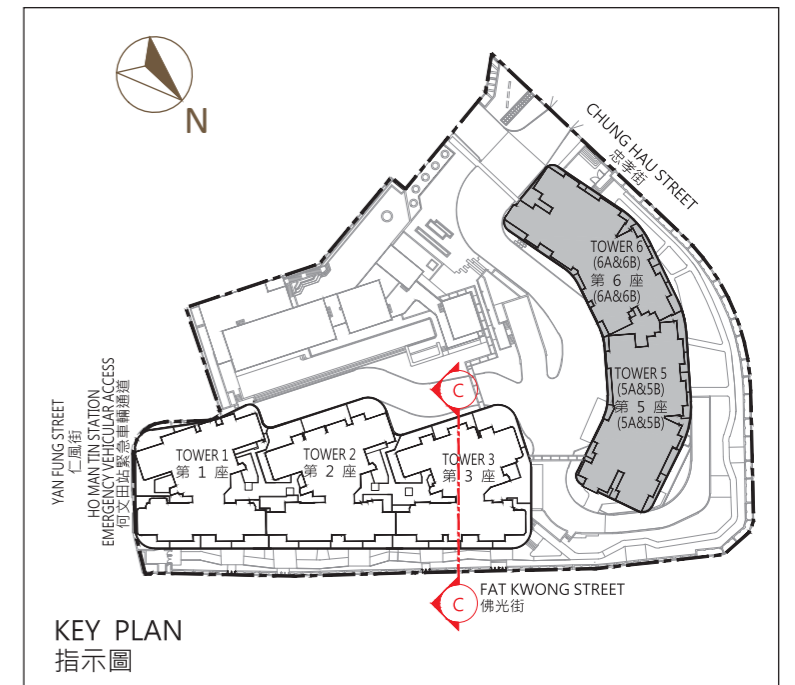 N
CHUNG HAU STREET
忠孝街
TOWER 6
(6A&6B)
第 6 座
(6A&6B)
TOWER 5
(5A&5B)
第 5 座
(5A&5B)
C
YAN FUNG STREET
仁風街
HO MAN TIN STATION
EMERGENCY VEHICULAR ACCESS
何文田站緊急車輛通道
TOWER 1
第 1 座
TOWER 2
第 2 座
TOWER 3
第 3 座
C
FAT KWONG STREET
佛光街
KEY PLAN
指示圖